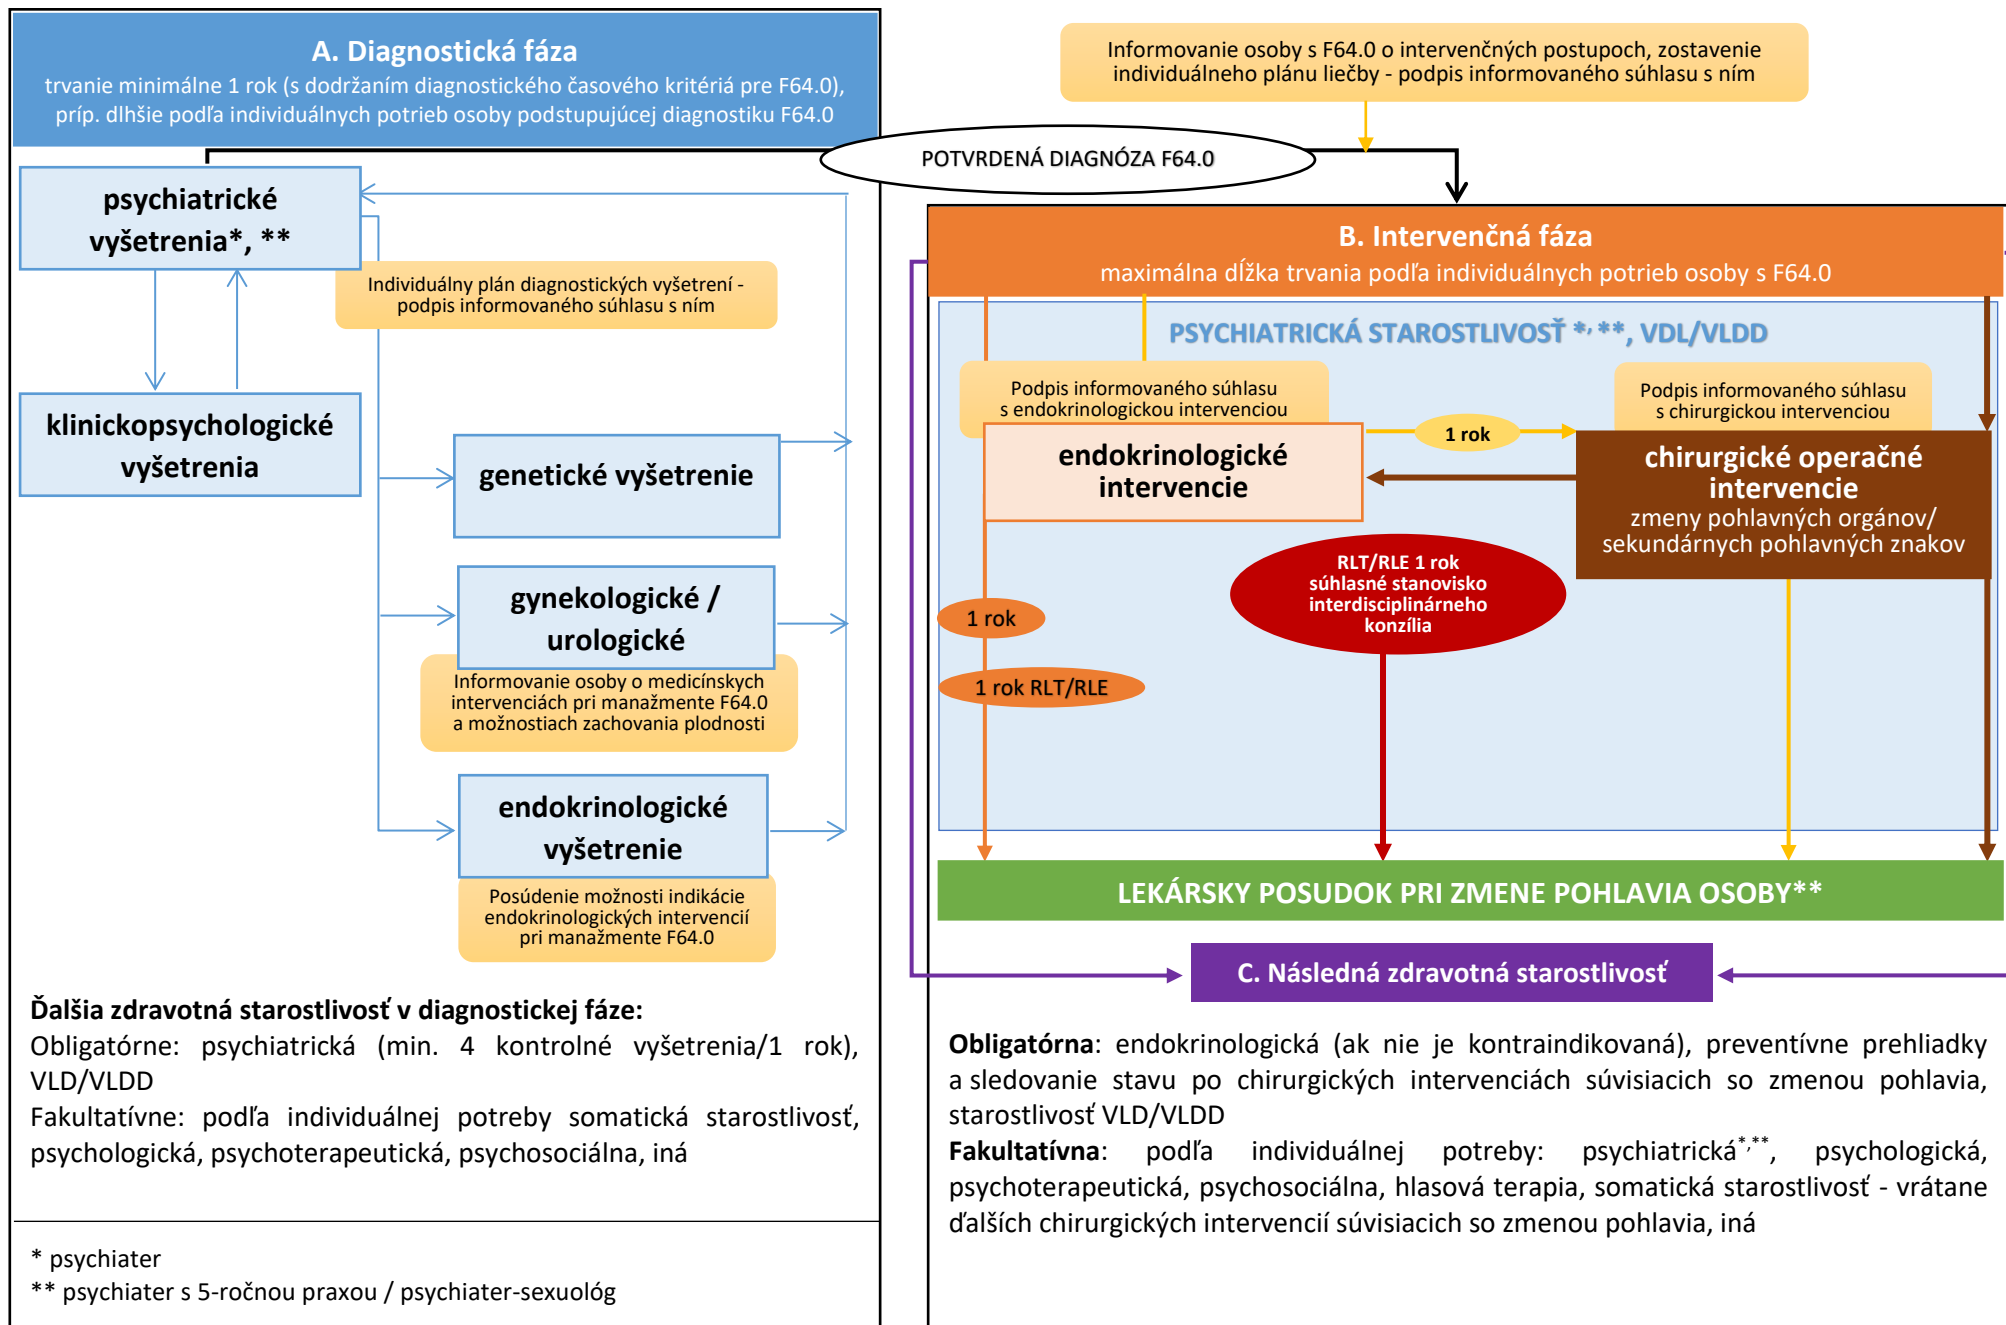 A. Diagnostická fáza
trvanie minimálne 1 rok (s dodržaním diagnostického časového kritériá pre F64.0),
príp. dlhšie podľa individuálnych potrieb osoby podstupujúcej diagnostiku F64.0
psychiatrické
vyšetrenia*, **
Individuálny plán diagnostických vyšetrení -
podpis informovaného súhlasu s ním
klinickopsychologické
vyšetrenia
genetické vyšetrenie
gynekologické /
urologické
Informovanie osoby o medicínskych
intervenciách pri manažmente F64.0
a možnostiach zachovania plodnosti
endokrinologické
vyšetrenie
Posúdenie možnosti indikácie
endokrinologických intervencií
pri manažmente F64.0
Ďalšia zdravotná starostlivosť v diagnostickej fáze:
Obligatórne: psychiatrická (min. 4 kontrolné vyšetrenia/1 rok),
VLD/VLDD
Fakultatívne: podľa individuálnej potreby somatická starostlivosť,
psychologická, psychoterapeutická, psychosociálna, iná
* psychiater
** psychiater s 5-ročnou praxou / psychiater-sexuológ
Informovanie osoby s F64.0 o intervenčných postupoch, zostavenie
individuálneho plánu liečby - podpis informovaného súhlasu s ním
POTVRDENÁ DIAGNÓZA F64.0
B. Intervenčná fáza
maximálna dĺžka trvania podľa individuálnych potrieb osoby s F64.0
PSYCHIATRICKÁ STAROSTLIVOSŤ *, **, VDL/VLDD
Podpis informovaného súhlasu
s endokrinologickou intervenciou
Podpis informovaného súhlasu
s chirurgickou intervenciou
endokrinologické
intervencie
1 rok
chirurgické operačné
intervencie
zmeny pohlavných orgánov/
sekundárnych pohlavných znakov
RLT/RLE 1 rok
súhlasné stanovisko
interdisciplinárneho
konzília
1 rok
1 rok RLT/RLE
LEKÁRSKY POSUDOK PRI ZMENE POHLAVIA OSOBY**
C. Následná zdravotná starostlivosť
Obligatórna: endokrinologická (ak nie je kontraindikovaná), preventívne prehliadky
a sledovanie stavu po chirurgických intervenciách súvisiacich so zmenou pohlavia,
starostlivosť VLD/VLDD
Fakultatívna: podľa individuálnej potreby: psychiatrická*,**, psychologická,
psychoterapeutická, psychosociálna, hlasová terapia, somatická starostlivosť - vrátane
ďalších chirurgických intervencií súvisiacich so zmenou pohlavia, iná